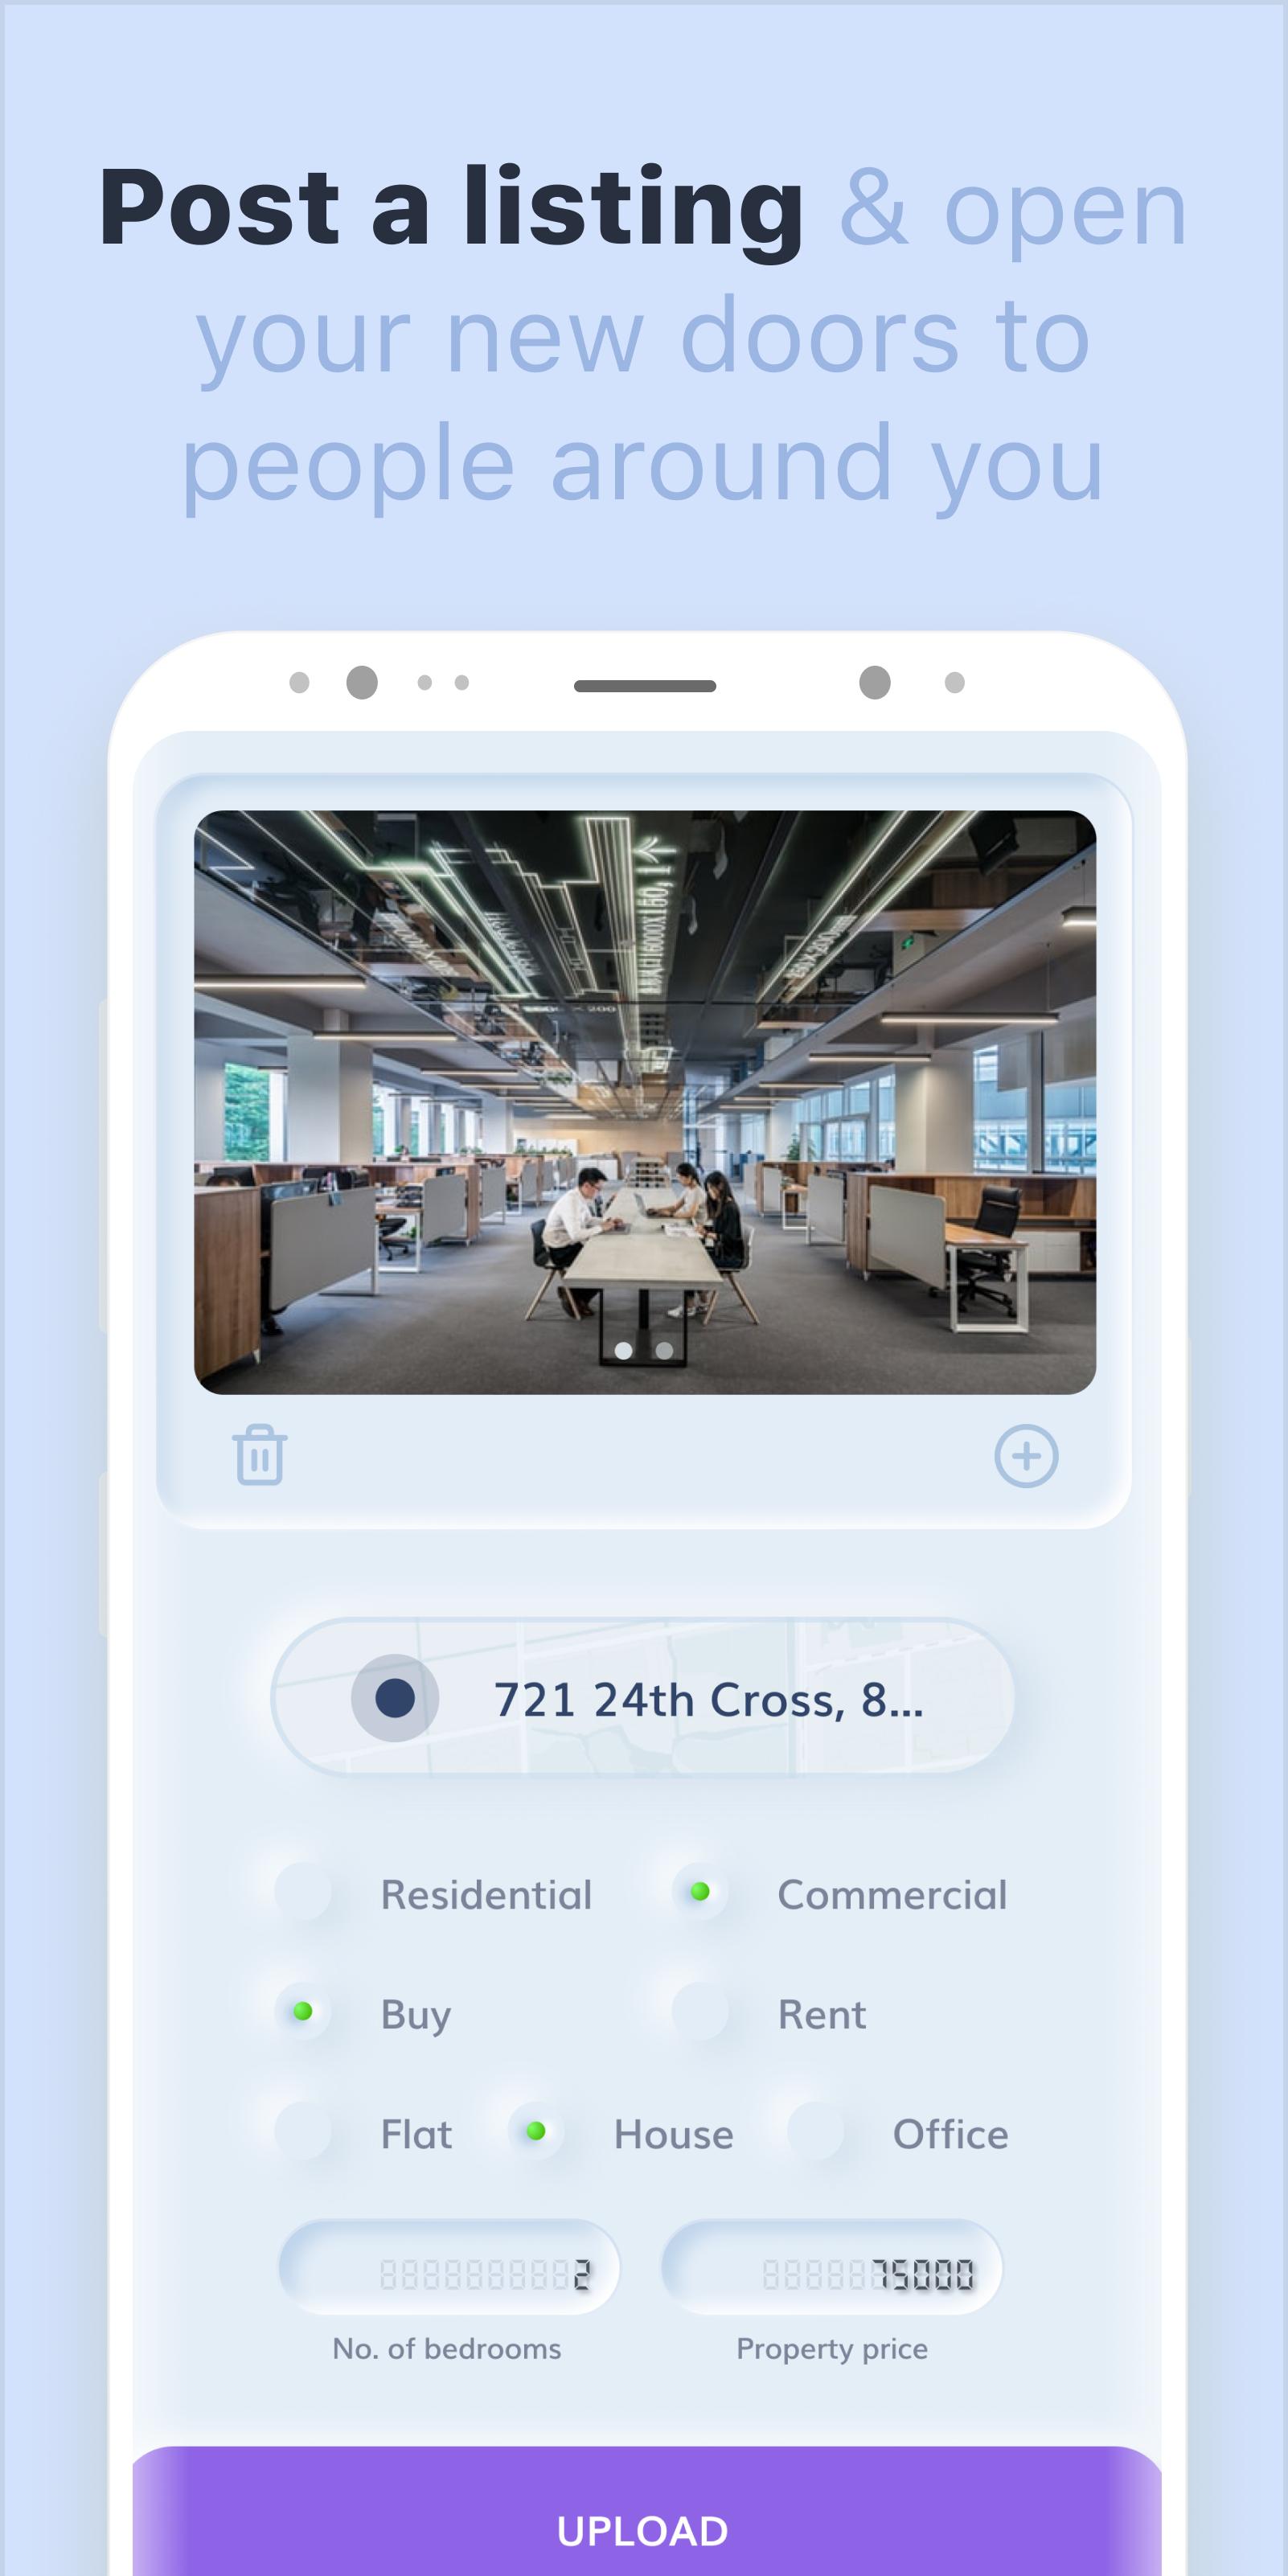 Post a listing & open
your new doors to
people around you
721 24th Cross, 8...
Residential Commercial
Buy Rent
Flat House Office
2 75000
No. of bedrooms Property price
UPLOAD